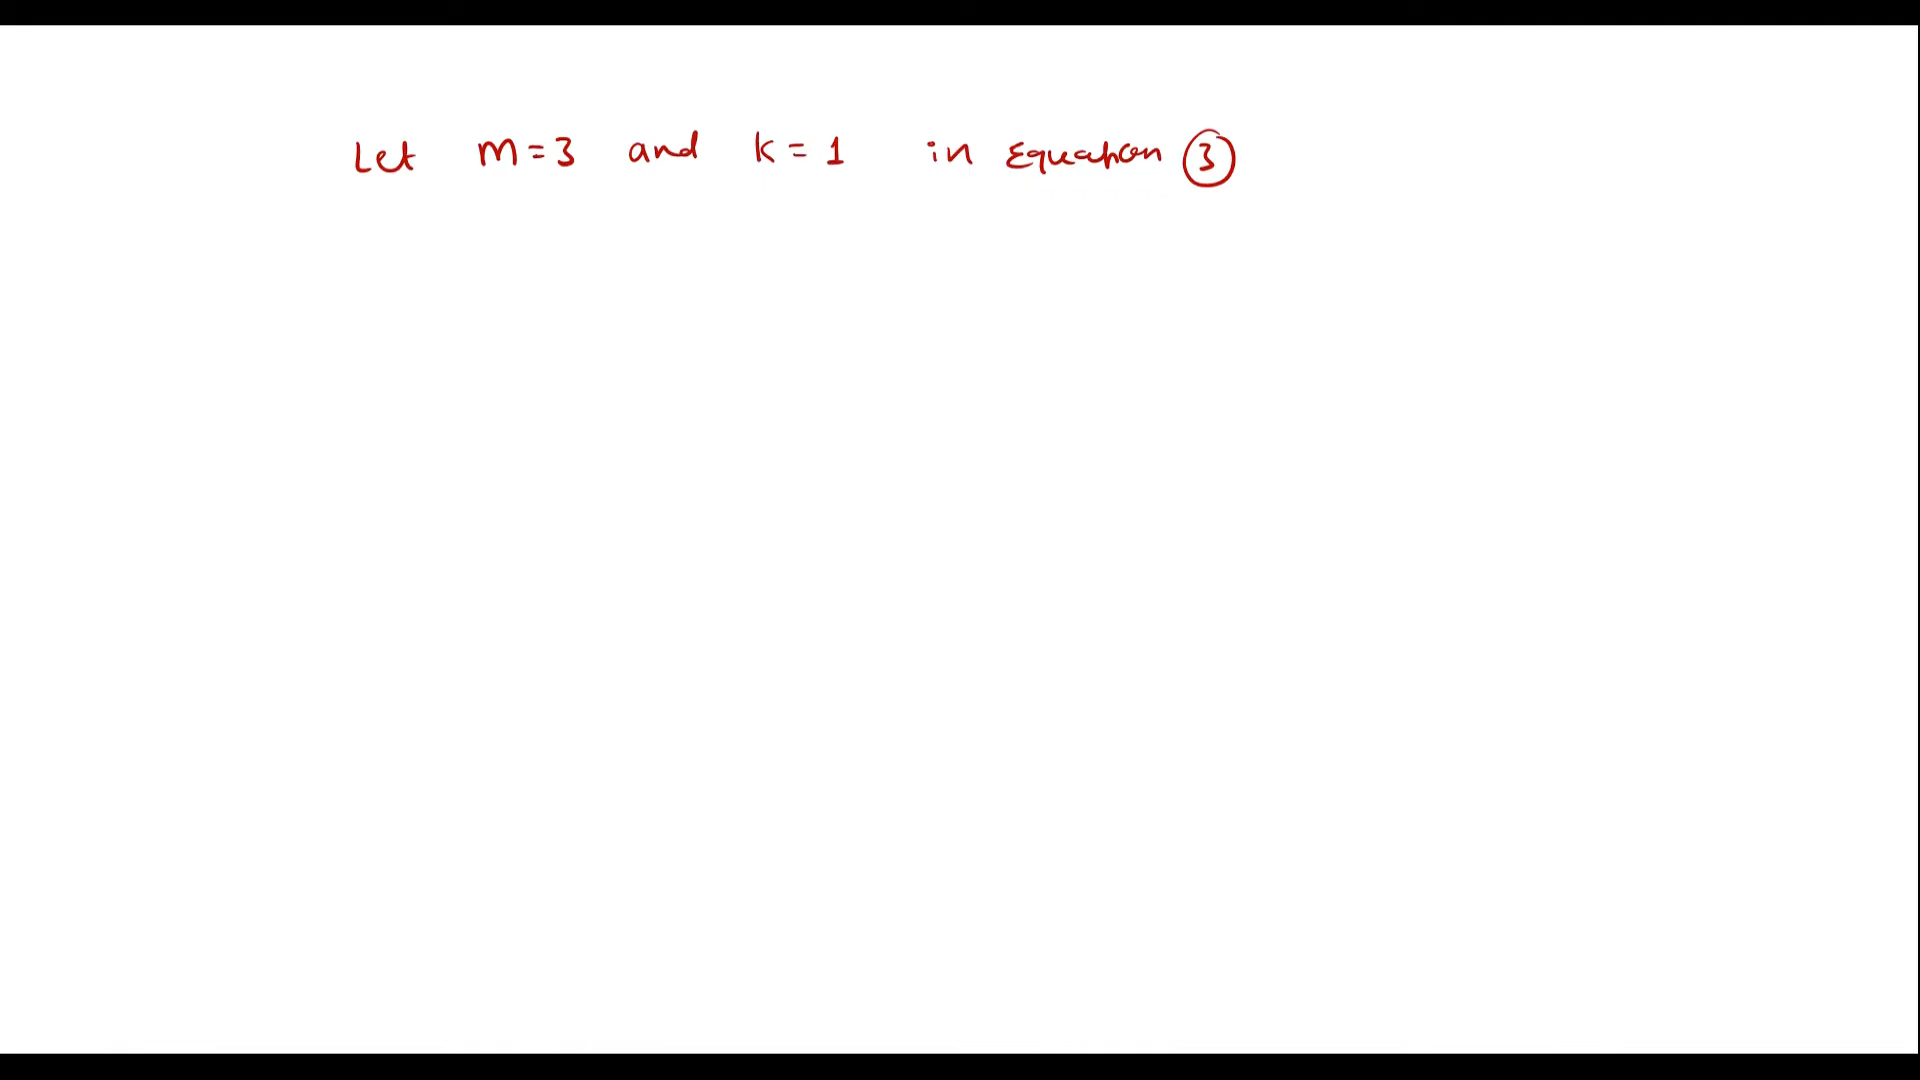 Let m=3 and k=1 in Equation ③